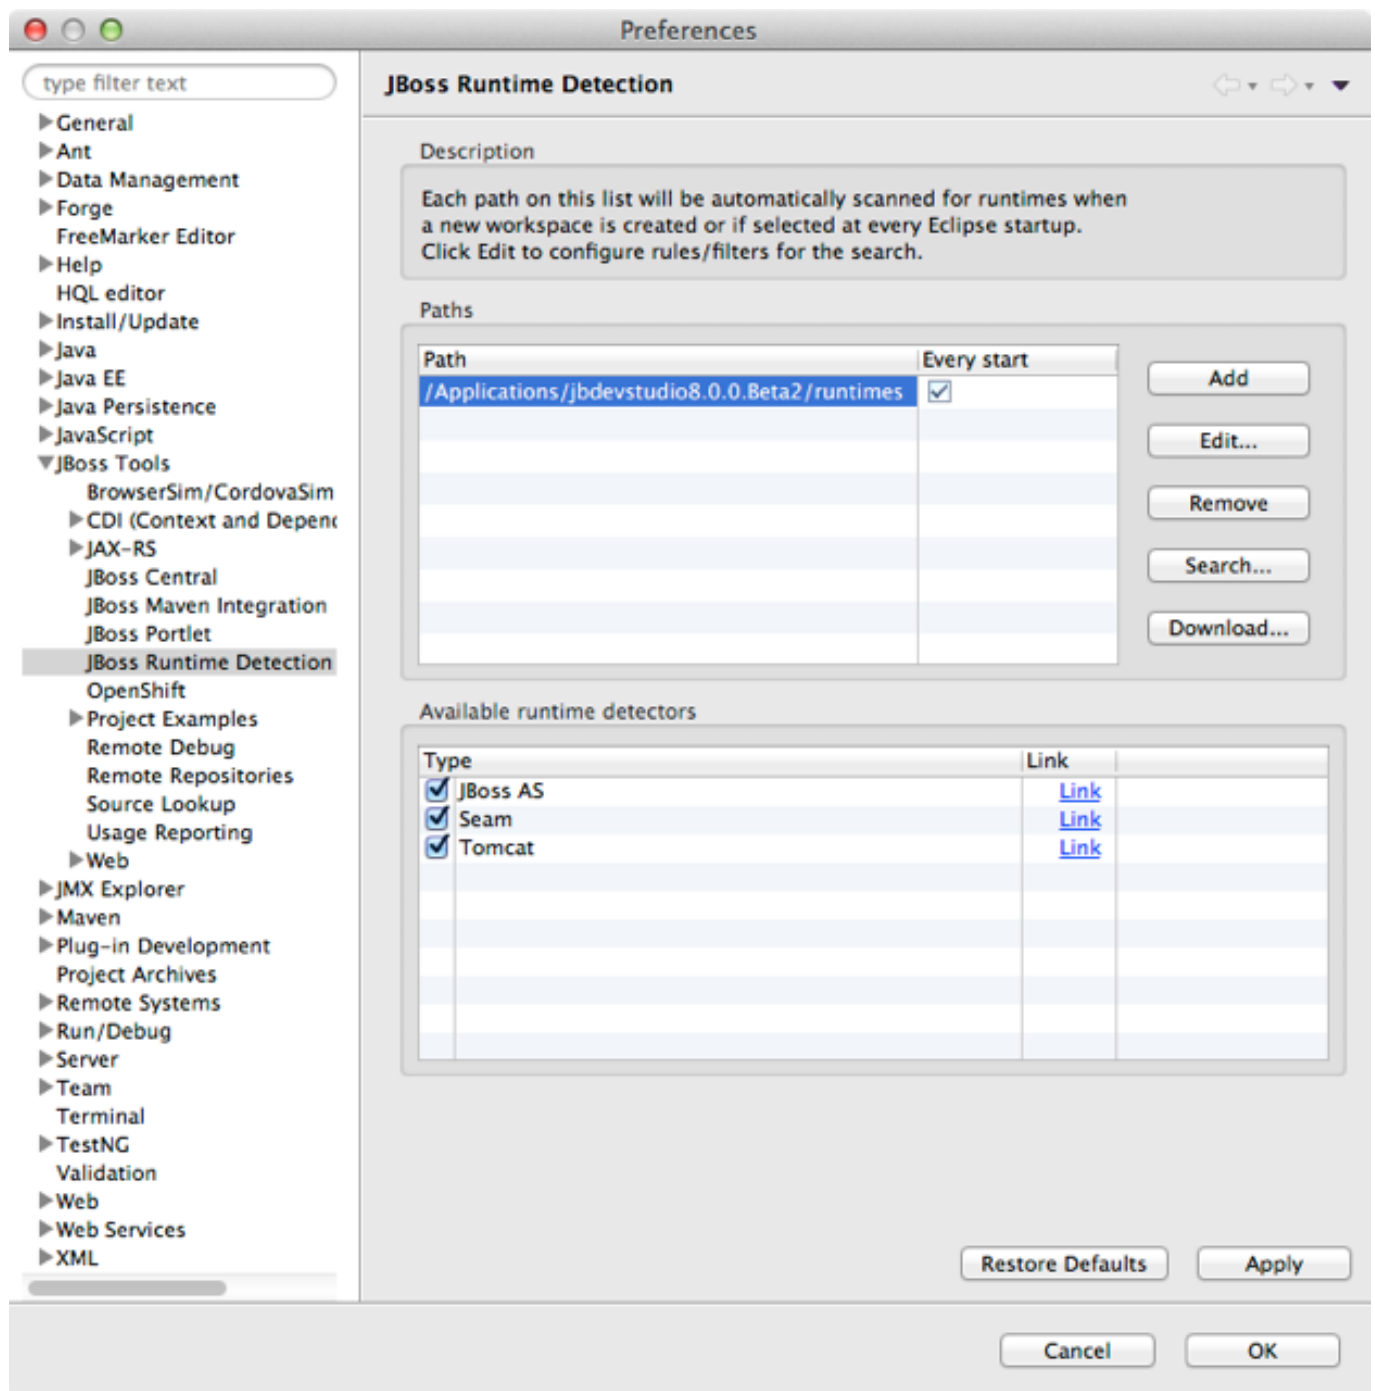 Preferences
type filter text
General
Ant
Data Management
Forge
FreeMarker Editor
Help
HQL editor
Install/Update
Java
Java EE
Java Persistence
JavaScript
JBoss Tools
BrowserSim/CordovaSim
CDI (Context and Depend
JAX-RS
JBoss Central
JBoss Maven Integration
JBoss Portlet
JBoss Runtime Detection
OpenShift
Project Examples
Remote Debug
Remote Repositories
Source Lookup
Usage Reporting
Web
JMX Explorer
Maven
Plug-in Development
Project Archives
Remote Systems
Run/Debug
Server
Team
Terminal
TestNG
Validation
Web
Web Services
XML
JBoss Runtime Detection
Description
Each path on this list will be automatically scanned for runtimes when
a new workspace is created or if selected at every Eclipse startup.
Click Edit to configure rules/filters for the search.
Paths
Path Every start
/Applications/jbdevstudio8.0.0.Beta2/runtimes
Add
Edit...
Remove
Search...
Download...
Available runtime detectors
Type Link
JBoss AS Link
Seam Link
Tomcat Link
Restore Defaults Apply
Cancel OK